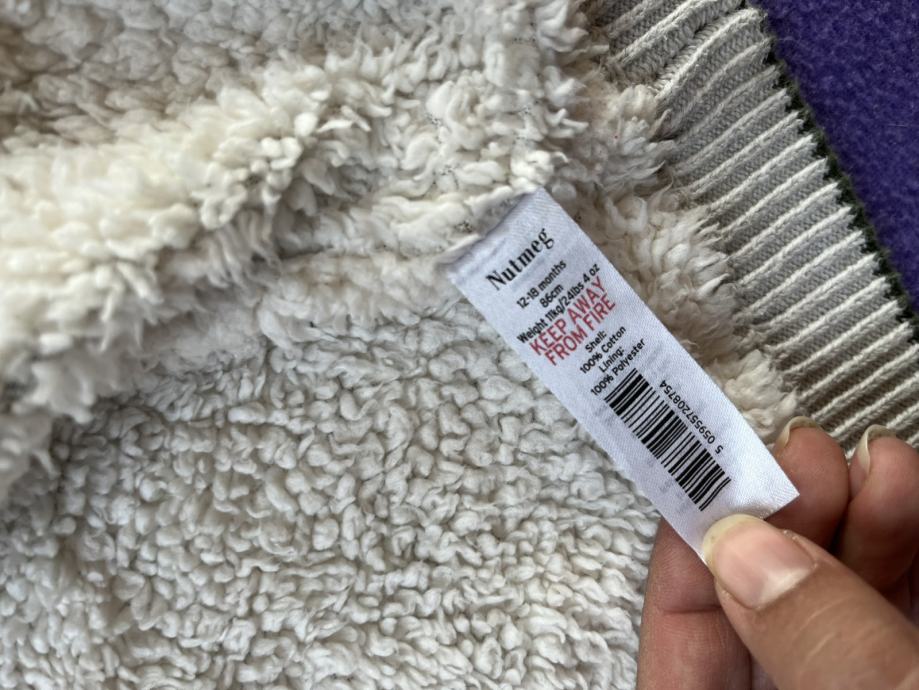 Nutmeg
12-18 months
86cm
Weight 11kg/24lbs 4 oz
KEEP AWAY
FROM FIRE
Shell:
100% Cotton
Lining:
100% Polyester
5 059557208754